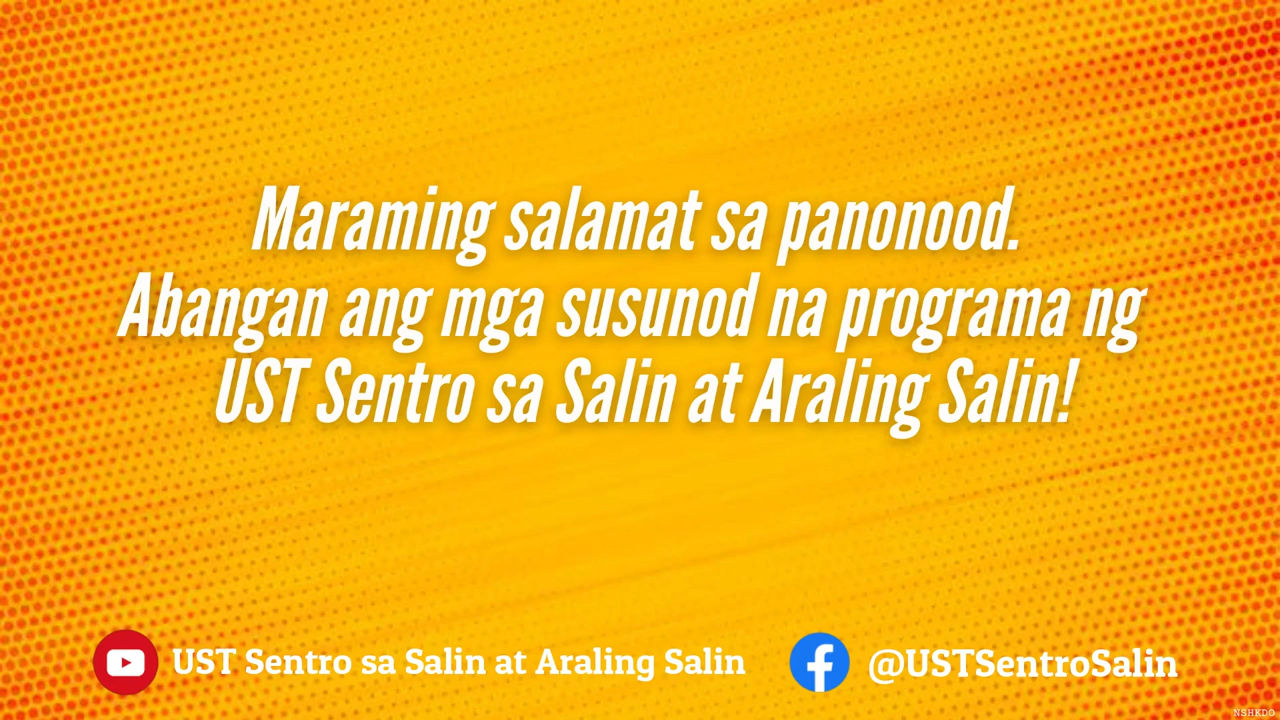 Maraming salamat sa panonood.
Abangan ang mga susunod na programa ng
UST Sentro sa Salin at Araling Salin!
UST Sentro sa Salin at Araling Salin
@USTSentroSalin
NSHKDO